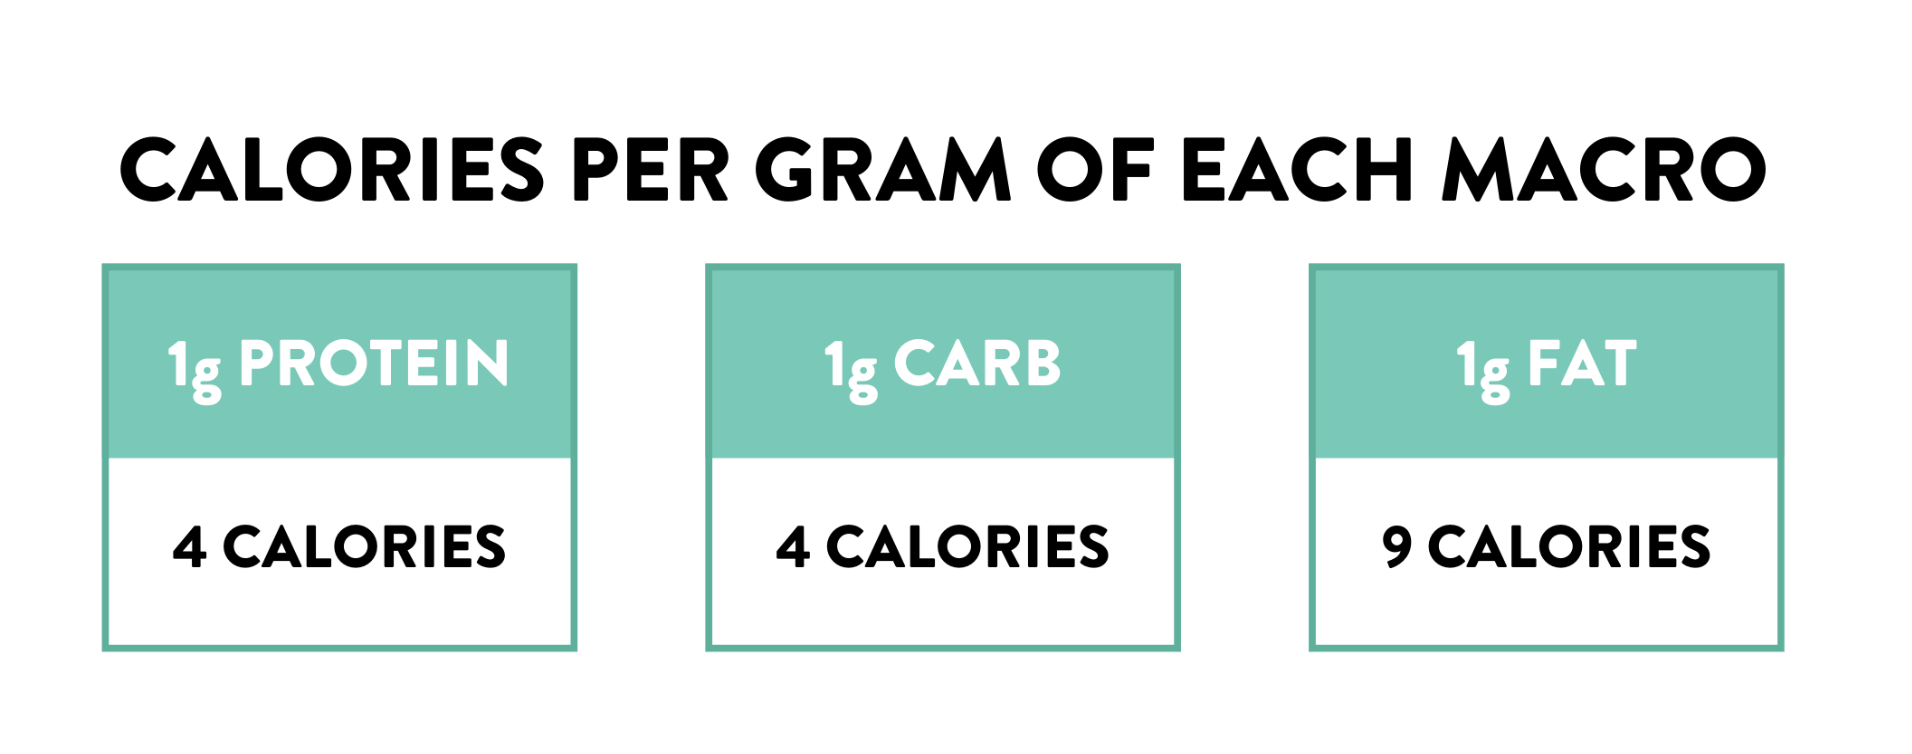 CALORIES PER GRAM OF EACH MACRO
1g PROTEIN
4 CALORIES
1g CARB
4 CALORIES
1g FAT
9 CALORIES